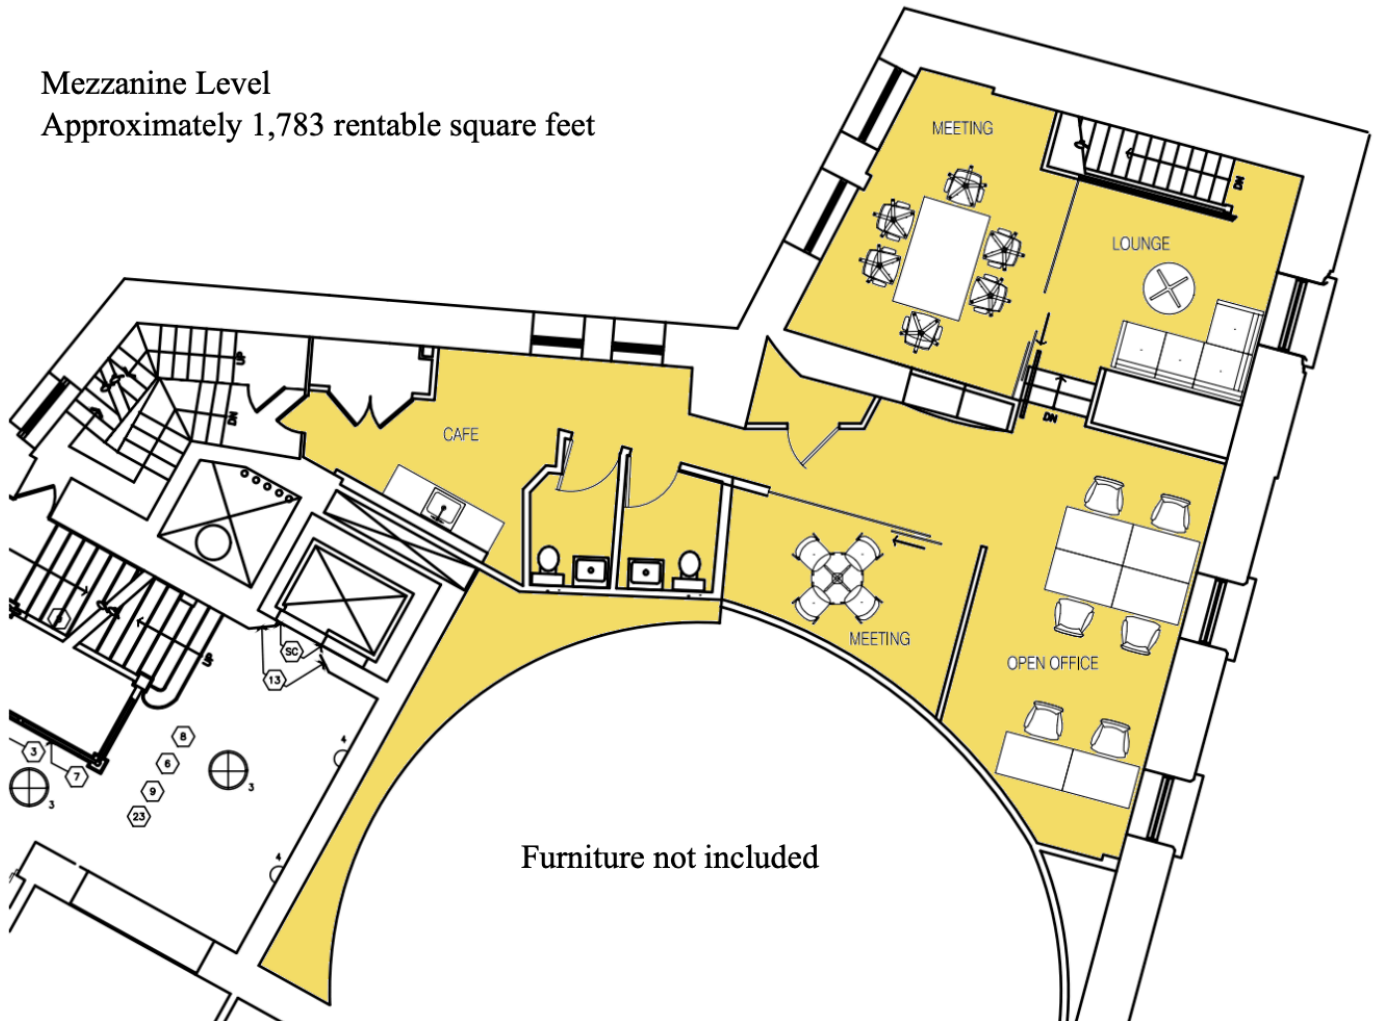 Mezzanine Level
Approximately 1,783 rentable square feet
MEETING
DN
LOUNGE
UP
DN
CAFE
DN
MEETING
OPEN OFFICE
UP
SC
13
8
3
7
6
9
23
3
3
4
4
Furniture not included